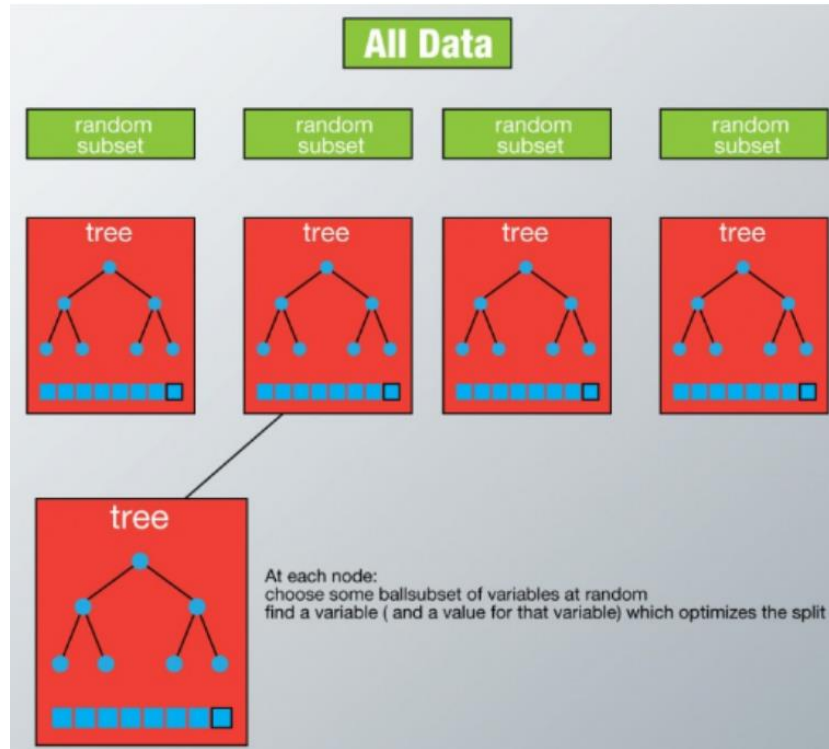 All Data
random
subset
random
subset
random
subset
random
subset
tree
tree
tree
tree
tree
At each node:
choose some ballsubset of variables at random
find a variable ( and a value for that variable) which optimizes the split